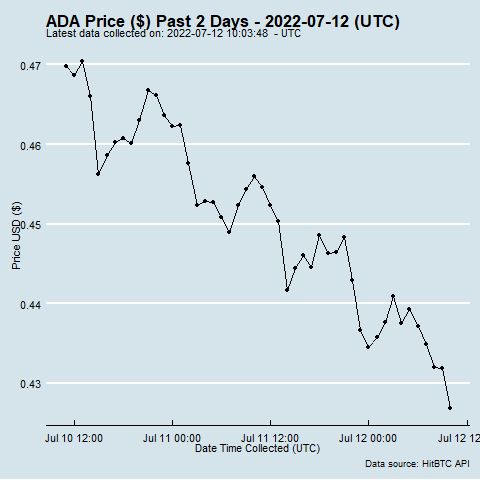 ADA Price ($) Past 2 Days - 2022-07-12 (UTC)
Latest data collected on: 2022-07-12 10:03:48 - UTC
0.47
0.46
0.45
0.44
0.43
Price USD ($)
Jul 10 12:00 Jul 11 00:00 Jul 11 12:00 Jul 12 00:00 Jul 12 12
Date Time Collected (UTC)
Data source: HitBTC API